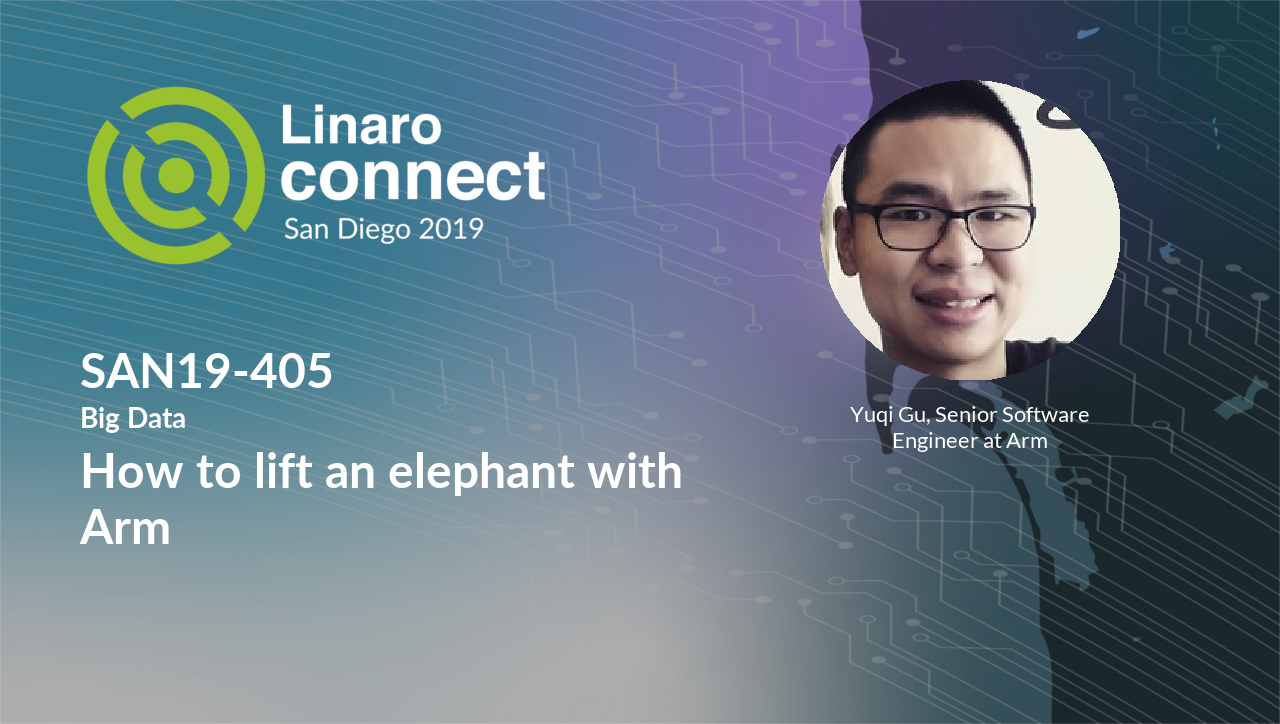 Linaro
connect
San Diego 2019
SAN19-405
Big Data
How to lift an elephant with
Arm
Yuqi Gu, Senior Software
Engineer at Arm